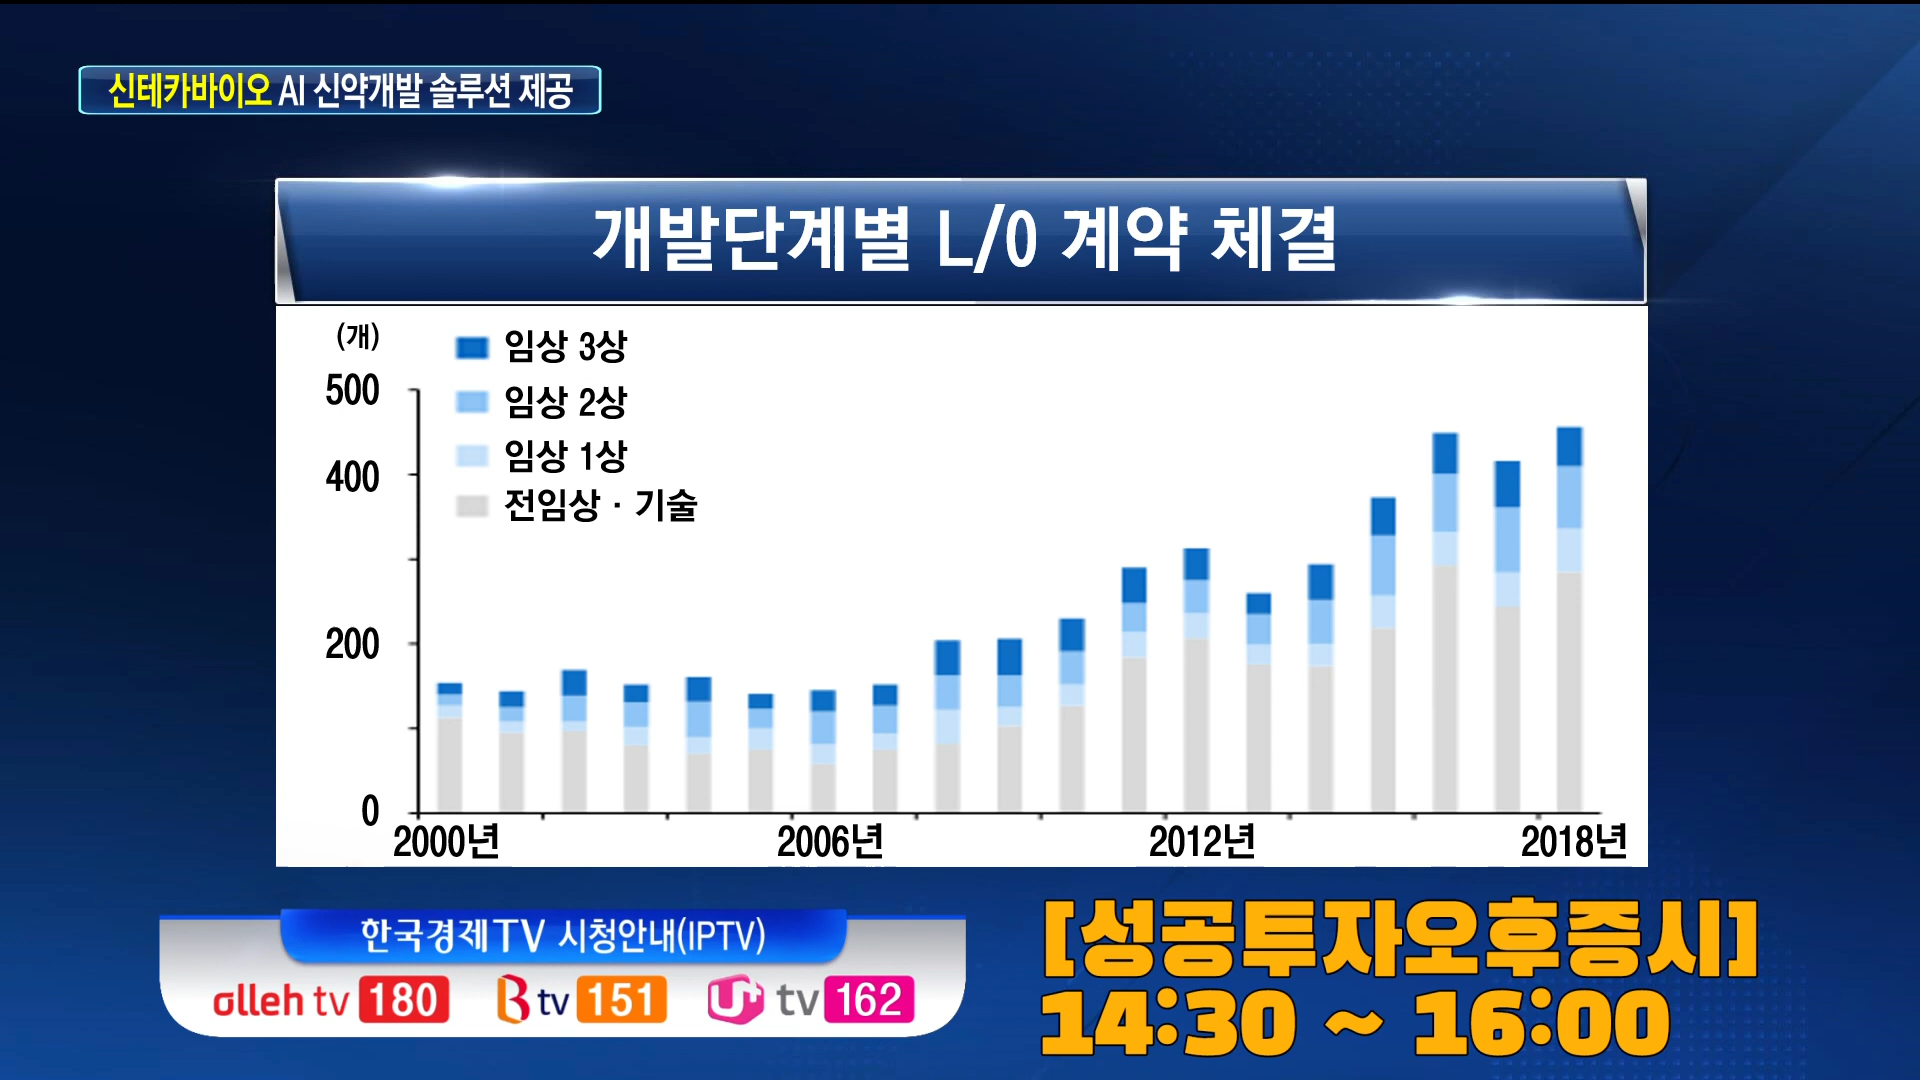 신테카바이오 AI 신약개발 솔루션 제공
개발단계별 L/O 계약 체결
(개)
임상 3상
임상 2상
임상 1상
전임상 · 기술
500
400
200
0
2000년
2006년
2012년
2018년
한국경제TV 시청안내(IPTV)
olleh tv 180
B tv 151
U+ tv 162
[성공투자오후증시]
14:30 ~ 16:00